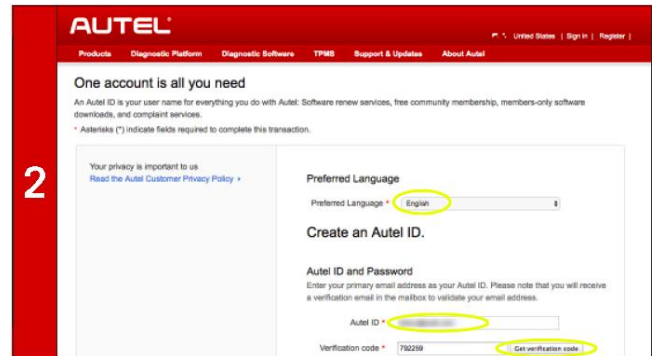 AUTEL
United States | Sign In | Register |
Products Diagnostic Platform Diagnostic Software TPMS Support & Updates About Autel
One account is all you need
An Autel ID is your user name for everything you do with Autel: Software renew services, free community membership, members-only software
downloads, and complaint services.
* Asterisks (*) indicate fields required to complete this transaction.
2
Your privacy is important to us
Read the Autel Customer Privacy Policy
Preferred Language
Preferred Language * English
Create an Autel ID.
Autel ID and Password
Enter your primary email address as your Autel ID. Please note that you will receive
a verification email in the mailbox to validate your email address.
Autel ID *
Verification code * 792259 Get verification code